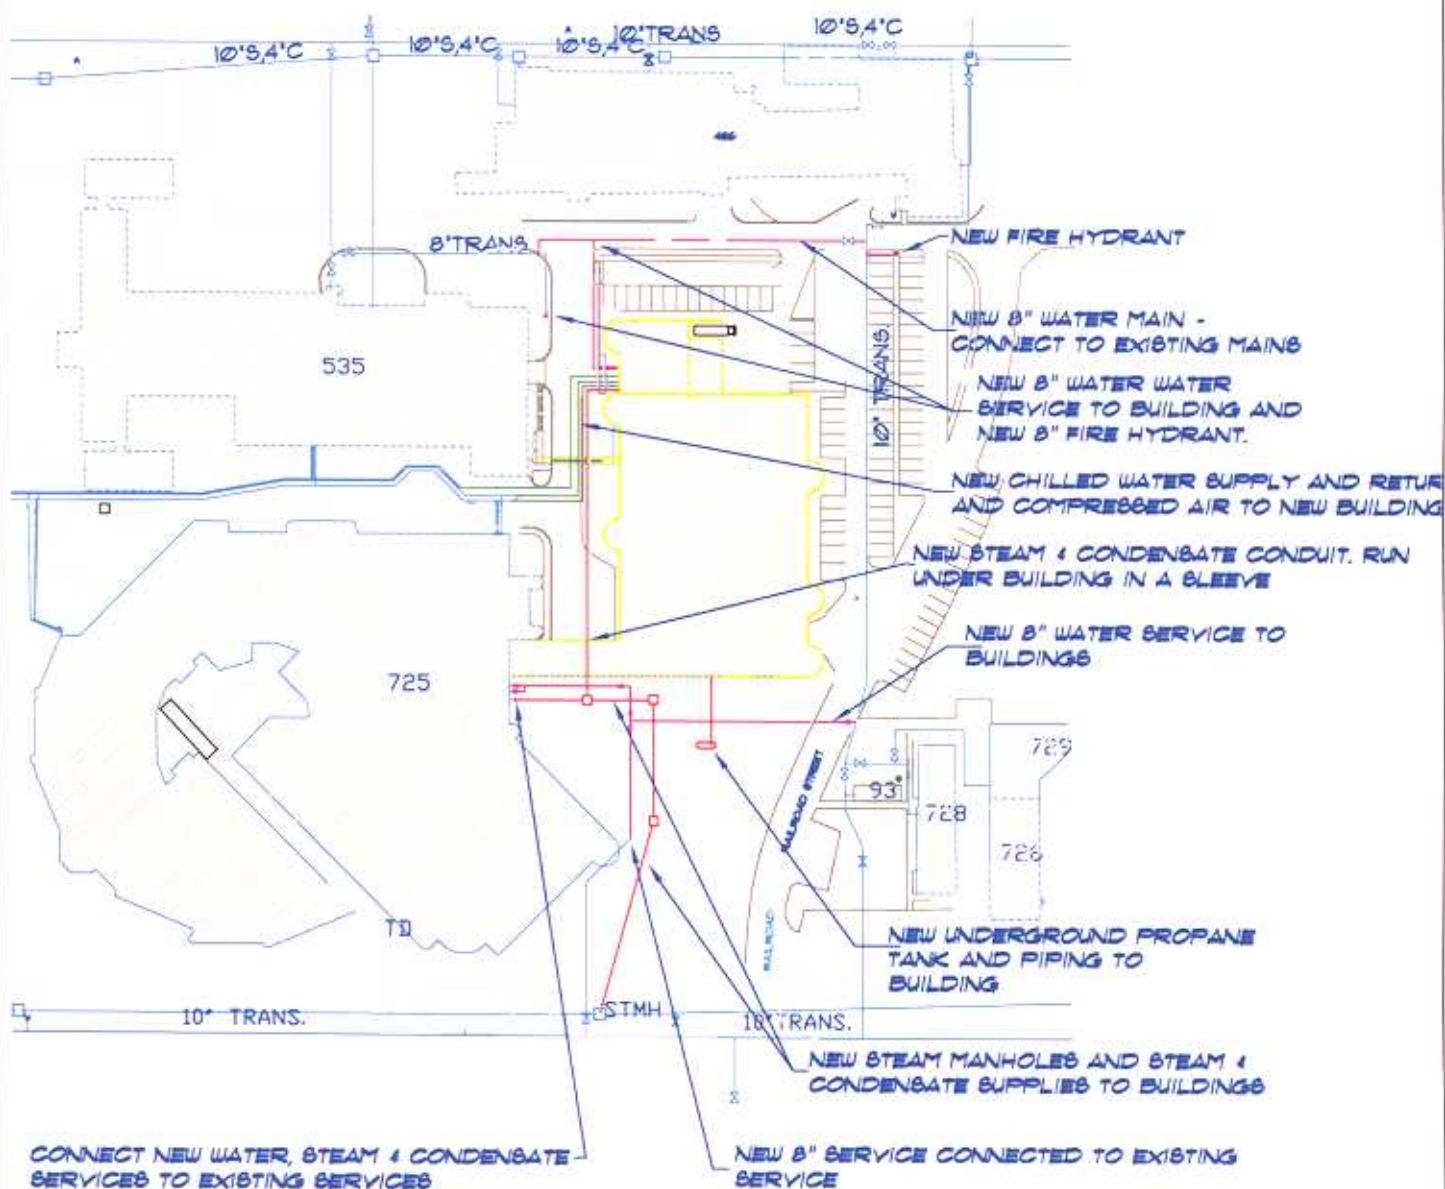 10"S,4"C
10"S,4"C
10"S,4"C
10"TRANS
10"S,4"C
8"TRANS
NEW FIRE HYDRANT
NEW 8" WATER MAIN -
CONNECT TO EXISTING MAINS
535
10" TRANS.
NEW 8" WATER WATER
SERVICE TO BUILDING AND
NEW 8" FIRE HYDRANT.
NEW CHILLED WATER SUPPLY AND RETUR
AND COMPRESSED AIR TO NEW BUILDING
NEW STEAM & CONDENSATE CONDUIT. RUN
UNDER BUILDING IN A SLEEVE
NEW 8" WATER SERVICE TO
BUILDINGS
725
RAILROAD STREET
729
93
728
726
TD
RAILROAD
NEW UNDERGROUND PROPANE
TANK AND PIPING TO
BUILDING
10" TRANS.
STMH
10" TRANS.
NEW STEAM MANHOLES AND STEAM &
CONDENSATE SUPPLIES TO BUILDINGS
CONNECT NEW WATER, STEAM & CONDENSATE
SERVICES TO EXISTING SERVICES
NEW 8" SERVICE CONNECTED TO EXISTING
SERVICE